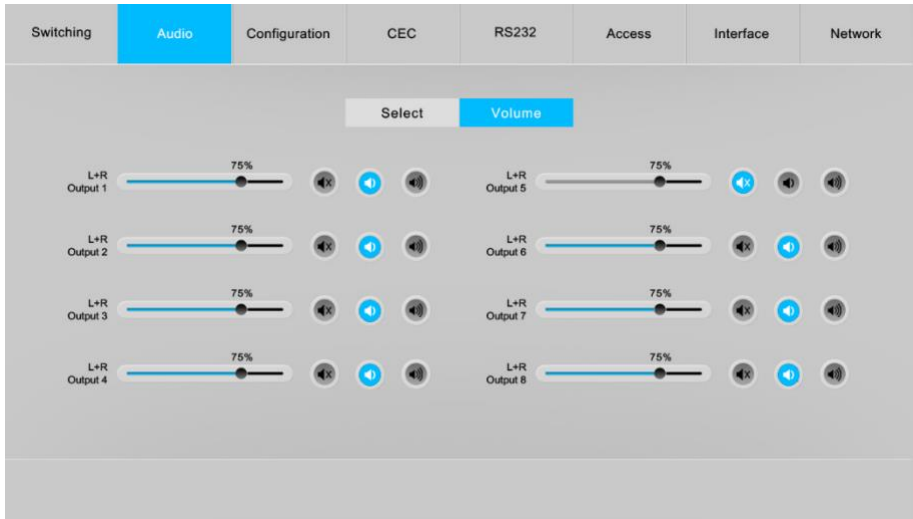 Switching
Audio
Configuration
CEC
RS232
Access
Interface
Network
Select
Volume
75%
L+R
Output 1
75%
L+R
Output 5
75%
L+R
Output 2
75%
L+R
Output 6
75%
L+R
Output 3
75%
L+R
Output 7
75%
L+R
Output 4
75%
L+R
Output 8